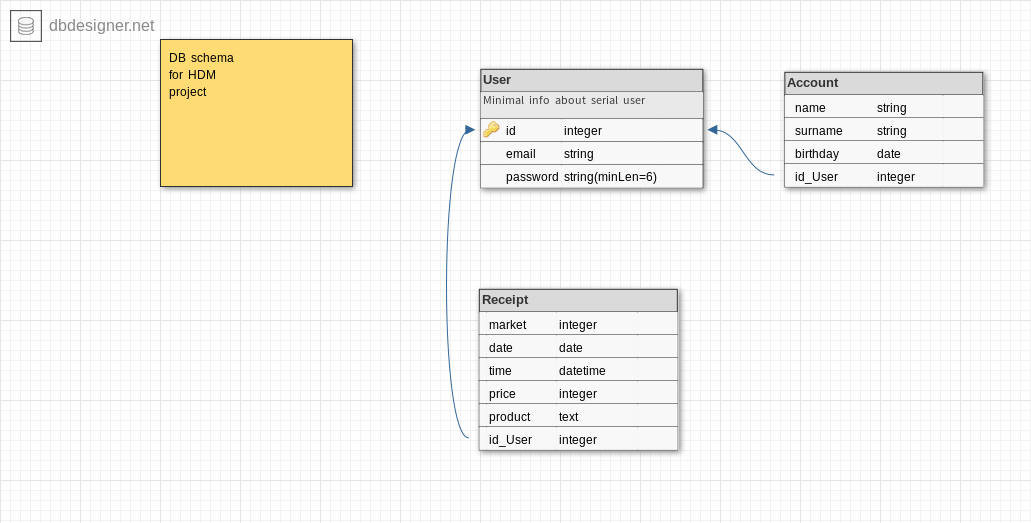 dbdesigner.net
DB schema
for HDM
project
User
Minimal info about serial user
id integer
email string
password string(minLen=6)
Account
name string
surname string
birthday date
id_User integer
Receipt
market integer
date date
time datetime
price integer
product text
id_User integer